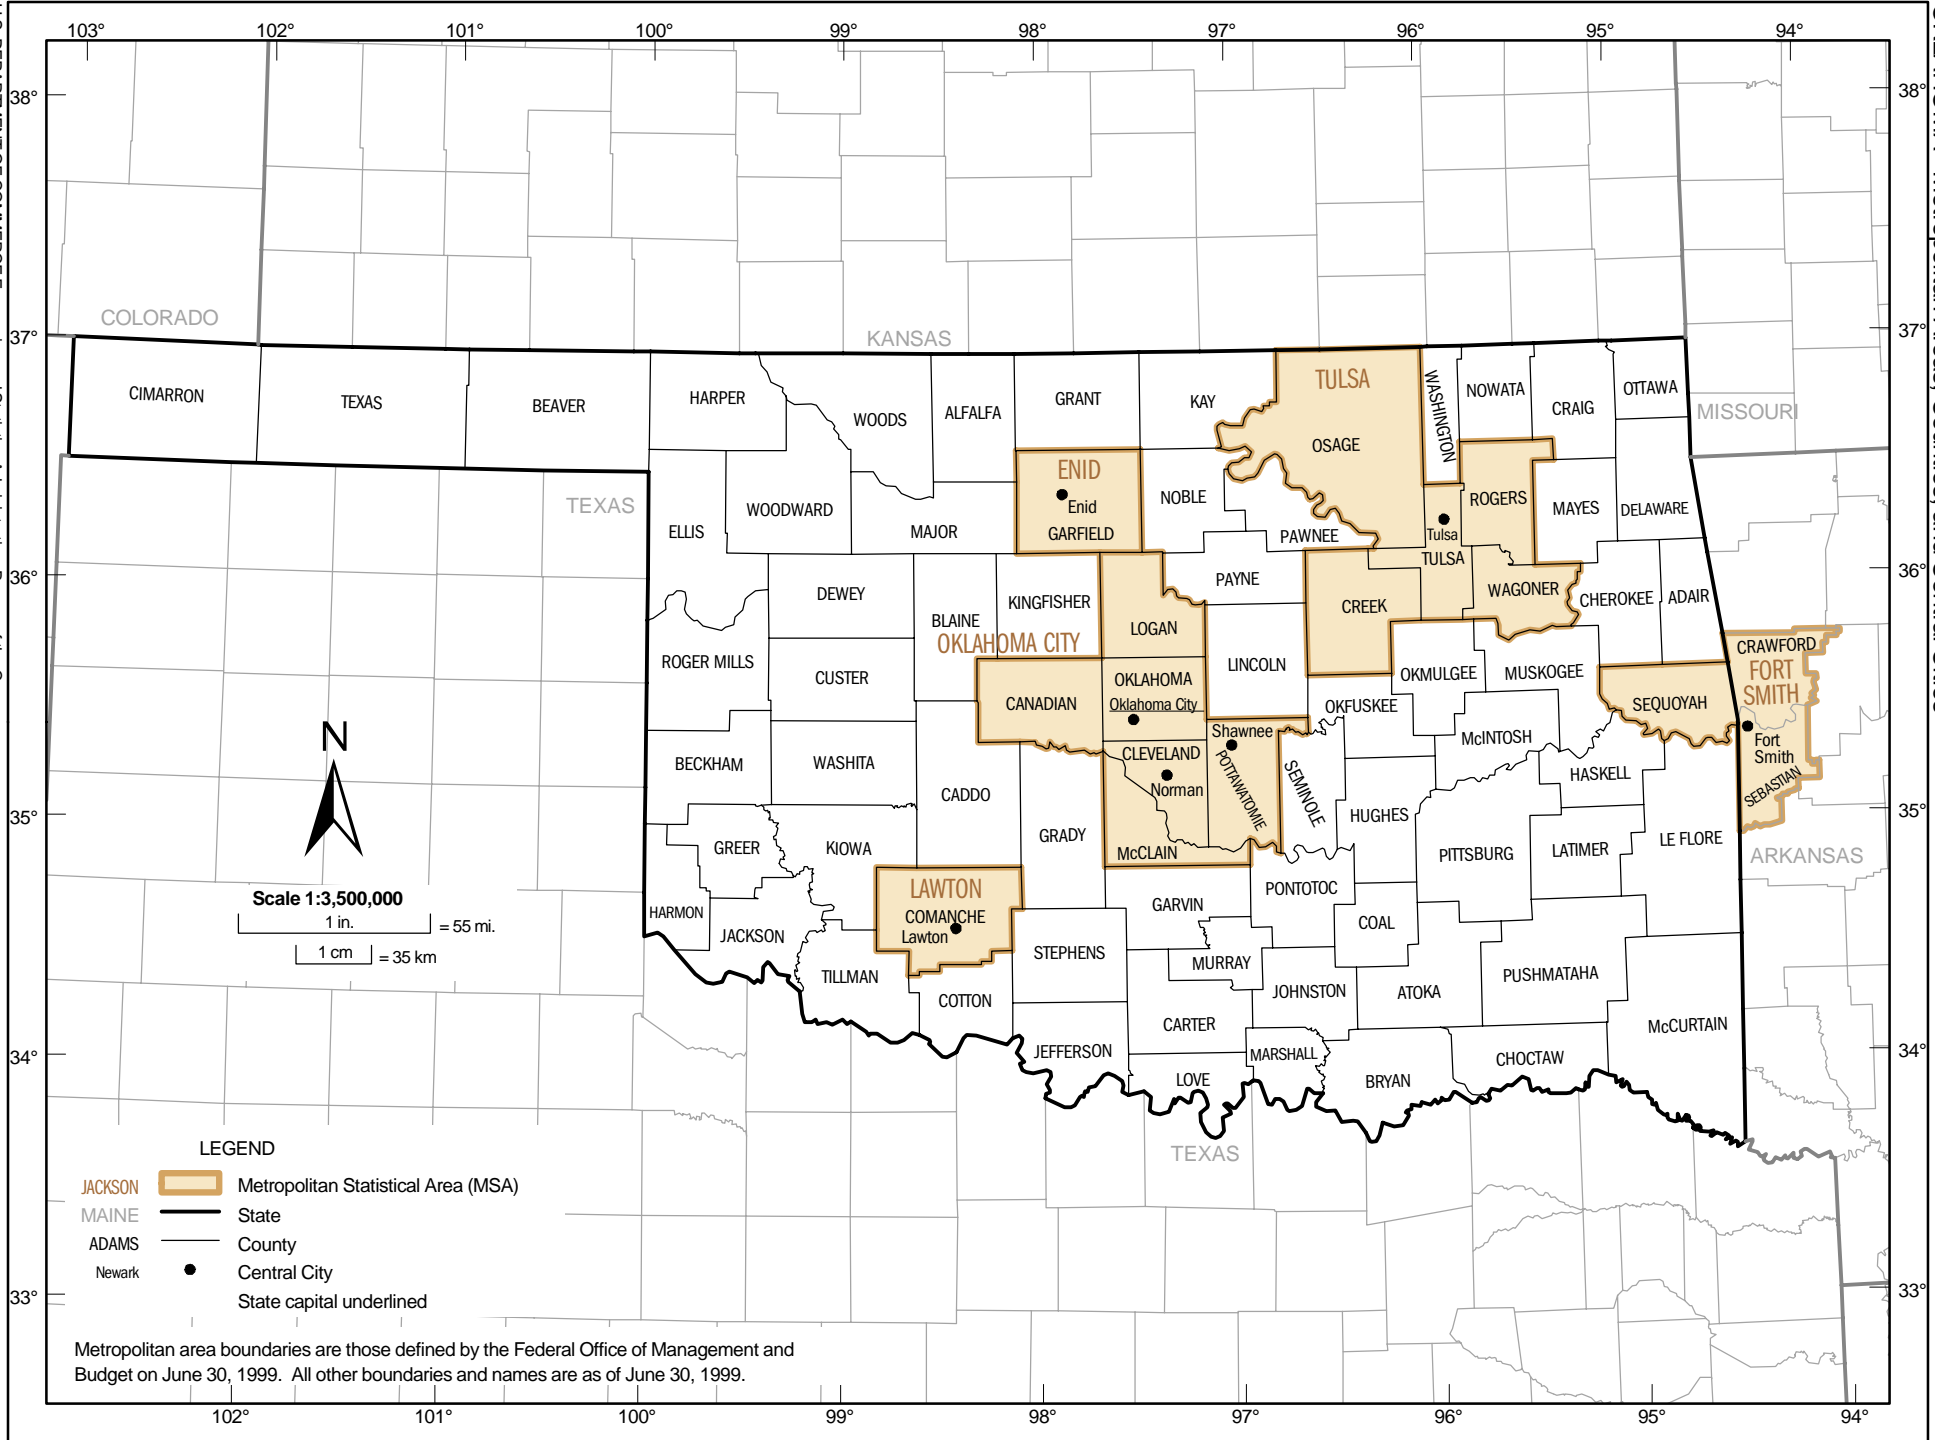 103° 102° 101° 100° 99° 98° 97° 96° 95° 94°
38° 38°
COLORADO
KANSAS
37° 37°
CIMARRON
TEXAS
BEAVER
HARPER
WOODS
ALFALFA
GRANT
KAY
TULSA
OSAGE
WASHINGTON
NOWATA
CRAIG
OTTAWA
MISSOURI
TEXAS
ELLIS
WOODWARD
MAJOR
ENID
Enid
GARFIELD
NOBLE
PAWNEE
ROGERS
MAYES
DELAWARE
Tulsa
TULSA
36° 36°
DEWEY
BLAINE
KINGFISHER
LOGAN
PAYNE
CREEK
WAGONER
CHEROKEE
ADAIR
OKLAHOMA CITY
ROGER MILLS
CUSTER
CANADIAN
OKLAHOMA
Oklahoma City
LINCOLN
OKMULGEE
MUSKOGEE
SEQUOYAH
CRAWFORD
FORT
SMITH
Fort
Smith
SEBASTIAN
OKFUSKEE
McINTOSH
N
BECKHAM
WASHITA
CADDO
GRADY
CLEVELAND
Norman
Shawnee
POTTAWATOMIE
SEMINOLE
HUGHES
HASKELL
35° 35°
GREER
KIOWA
McCLAIN
PITTSBURG
LATIMER
LE FLORE
ARKANSAS
Scale 1:3,500,000
1 in.
= 55 mi.
1 cm
= 35 km
HARMON
JACKSON
LAWTON
COMANCHE
Lawton
GARVIN
PONTOTOC
COAL
TILLMAN
COTTON
STEPHENS
MURRAY
JOHNSTON
ATOKA
PUSHMATAHA
McCURTAIN
34° 34°
JEFFERSON
CARTER
LOVE
MARSHALL
BRYAN
CHOCTAW
TEXAS
LEGEND
JACKSON Metropolitan Statistical Area (MSA)
MAINE State
ADAMS County
Newark Central City
State capital underlined
33° 33°
Metropolitan area boundaries are those defined by the Federal Office of Management and
Budget on June 30, 1999. All other boundaries and names are as of June 30, 1999.
102° 101° 100° 99° 98° 97° 96° 95° 94°